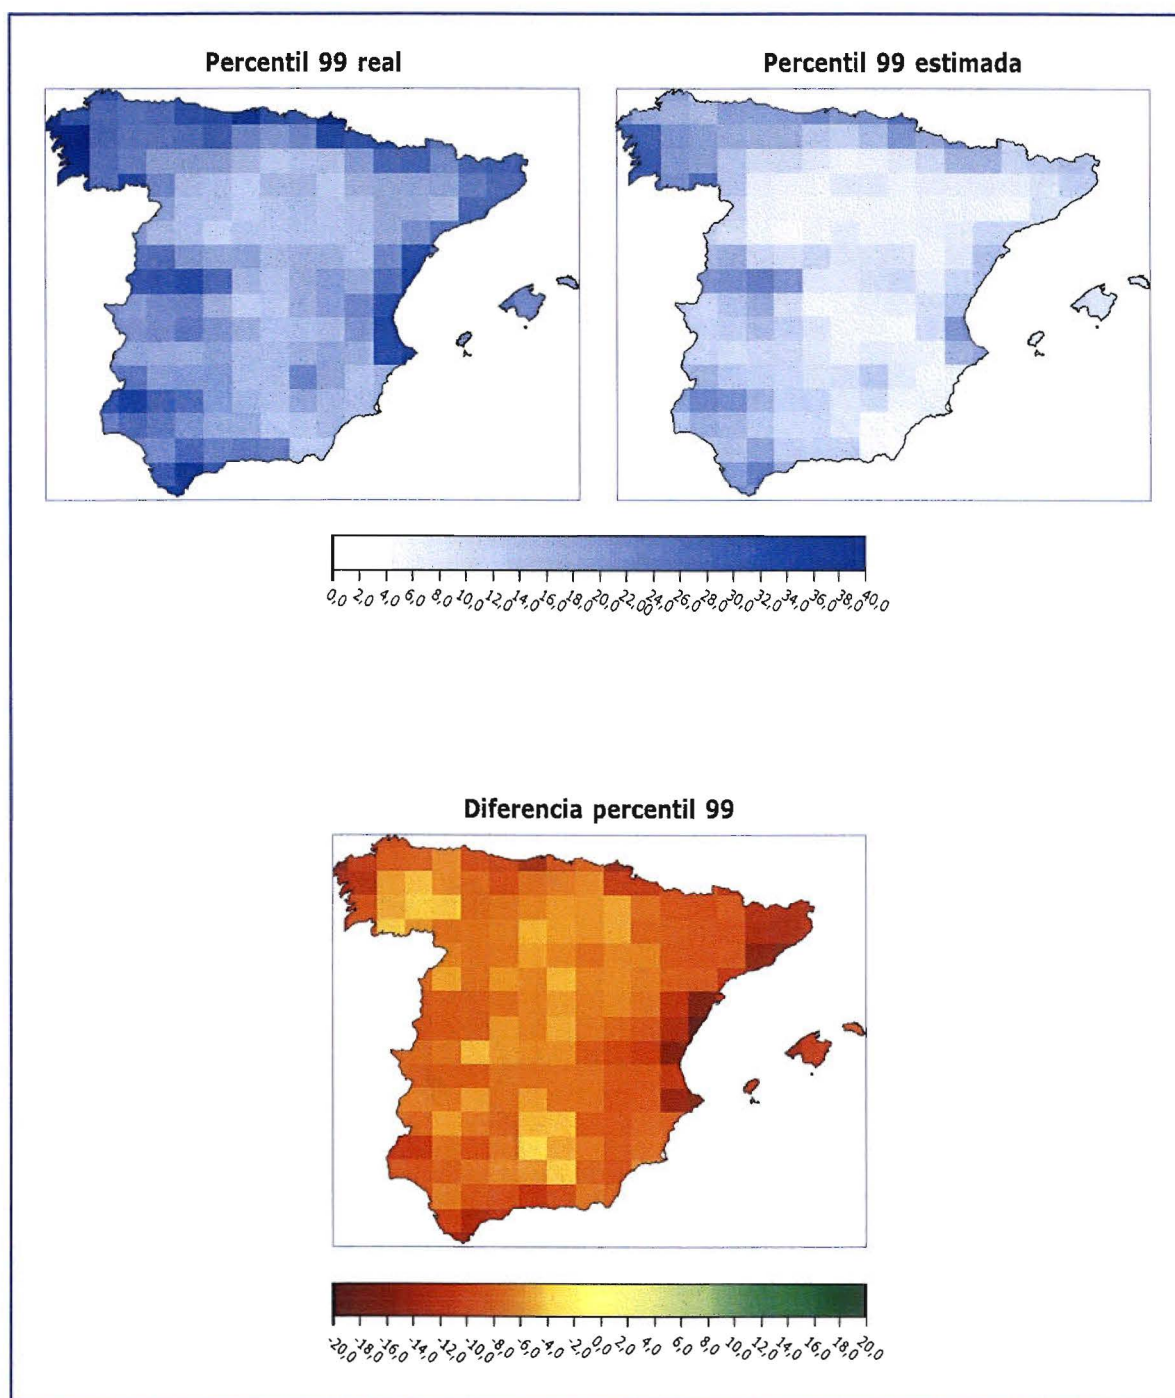 Percentil 99 real
Percentil 99 estimada
0,0 2,0 4,0 6,0 8,0 10,0 12,0 14,0 16,0 18,0 20,0 22,0 24,0 26,0 28,0 30,0 32,0 34,0 36,0 38,0 40,0
Diferencia percentil 99
-20,0 -18,0 -16,0 -14,0 -12,0 -10,0 -8,0 -6,0 -4,0 -2,0 0,0 2,0 4,0 6,0 8,0 10,0 12,0 14,0 16,0 18,0 20,0